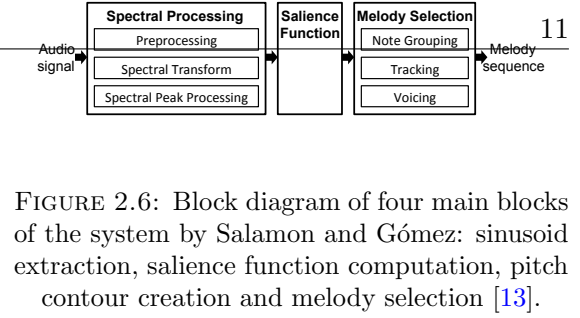 11
Spectral Processing
Preprocessing
Spectral Transform
Spectral Peak Processing
Salience
Function
Melody Selection
Note Grouping
Tracking
Voicing
Audio
signal
Melody
sequence
FIGURE 2.6: Block diagram of four main blocks
of the system by Salamon and Gómez: sinusoid
extraction, salience function computation, pitch
contour creation and melody selection [13].